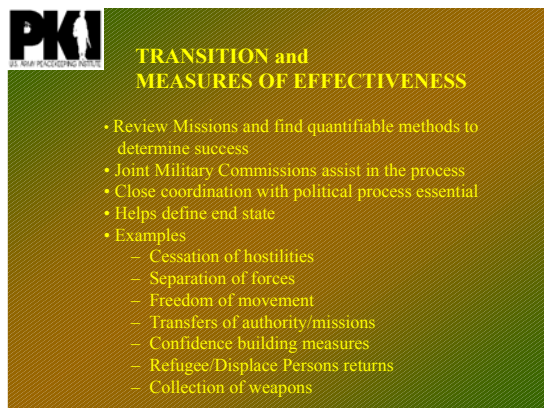 PKI
U.S. ARMY PEACEKEEPING INSTITUTE
TRANSITION and
MEASURES OF EFFECTIVENESS
• Review Missions and find quantifiable methods to
determine success
• Joint Military Commissions assist in the process
• Close coordination with political process essential
• Helps define end state
• Examples
– Cessation of hostilities
– Separation of forces
– Freedom of movement
– Transfers of authority/missions
– Confidence building measures
– Refugee/Displace Persons returns
– Collection of weapons